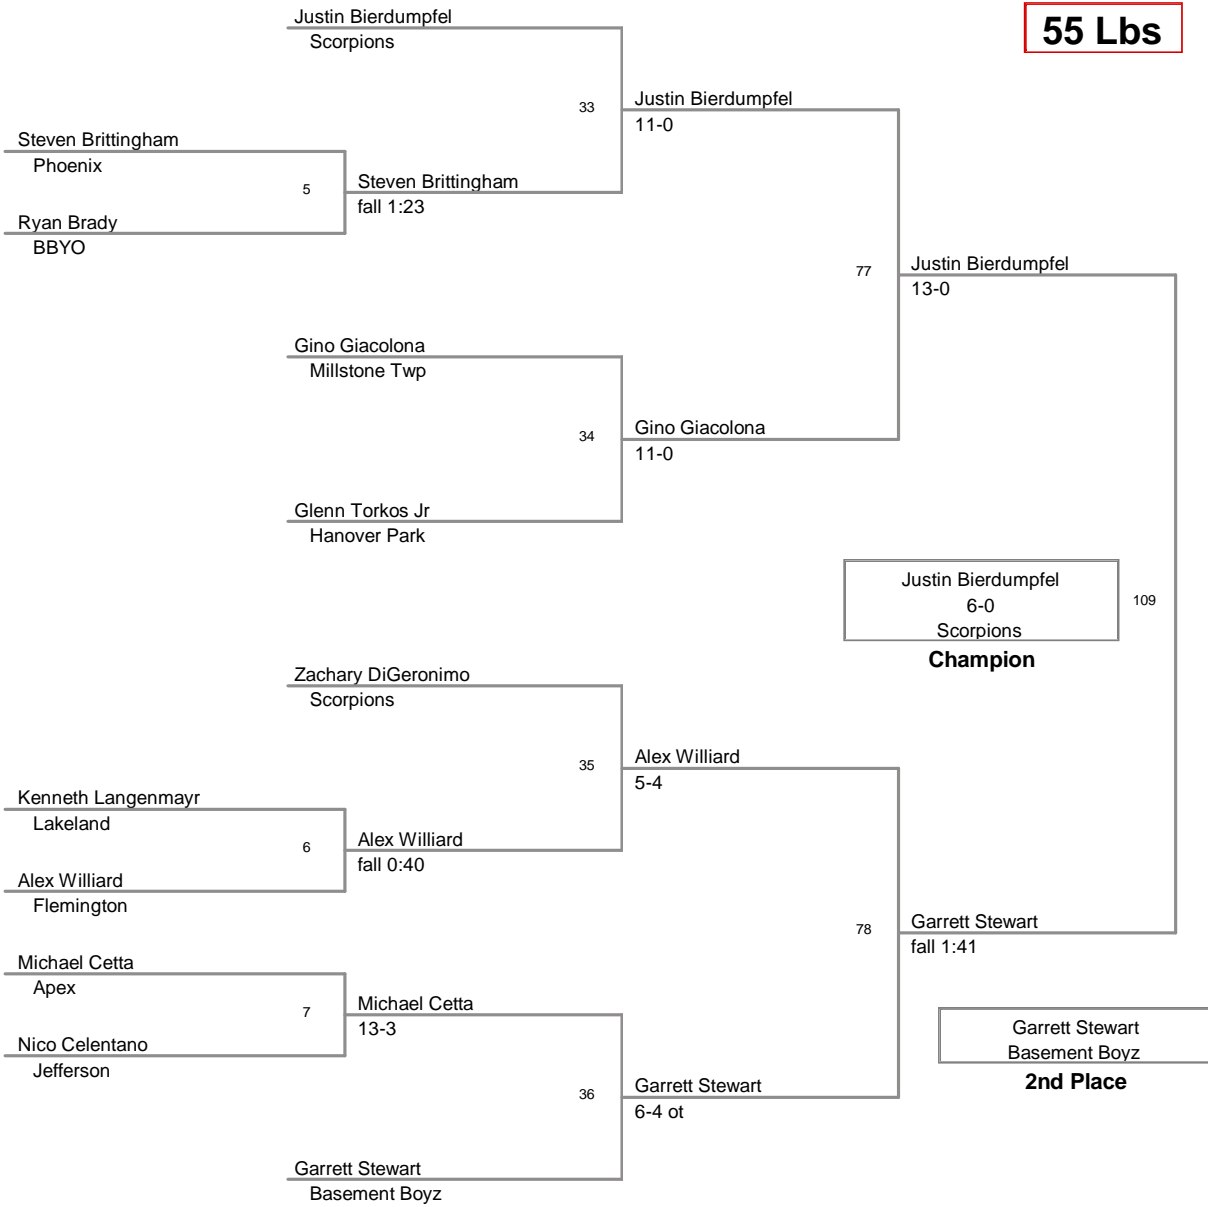 Justin Bierdumpfel
Scorpions
55 Lbs
33
Justin Bierdumpfel
11-0
Steven Brittingham
Phoenix
5
Steven Brittingham
fall 1:23
Ryan Brady
BBYO
77
Justin Bierdumpfel
13-0
Gino Giacolona
Millstone Twp
34
Gino Giacolona
11-0
Glenn Torkos Jr
Hanover Park
Justin Bierdumpfel
6-0
Scorpions
109
Champion
Zachary DiGeronimo
Scorpions
35
Alex Williard
5-4
Kenneth Langenmayr
Lakeland
6
Alex Williard
fall 0:40
Alex Williard
Flemington
78
Garrett Stewart
fall 1:41
Michael Cetta
Apex
7
Michael Cetta
13-3
Nico Celentano
Jefferson
Garrett Stewart
Basement Boyz
2nd Place
36
Garrett Stewart
6-4 ot
Garrett Stewart
Basement Boyz